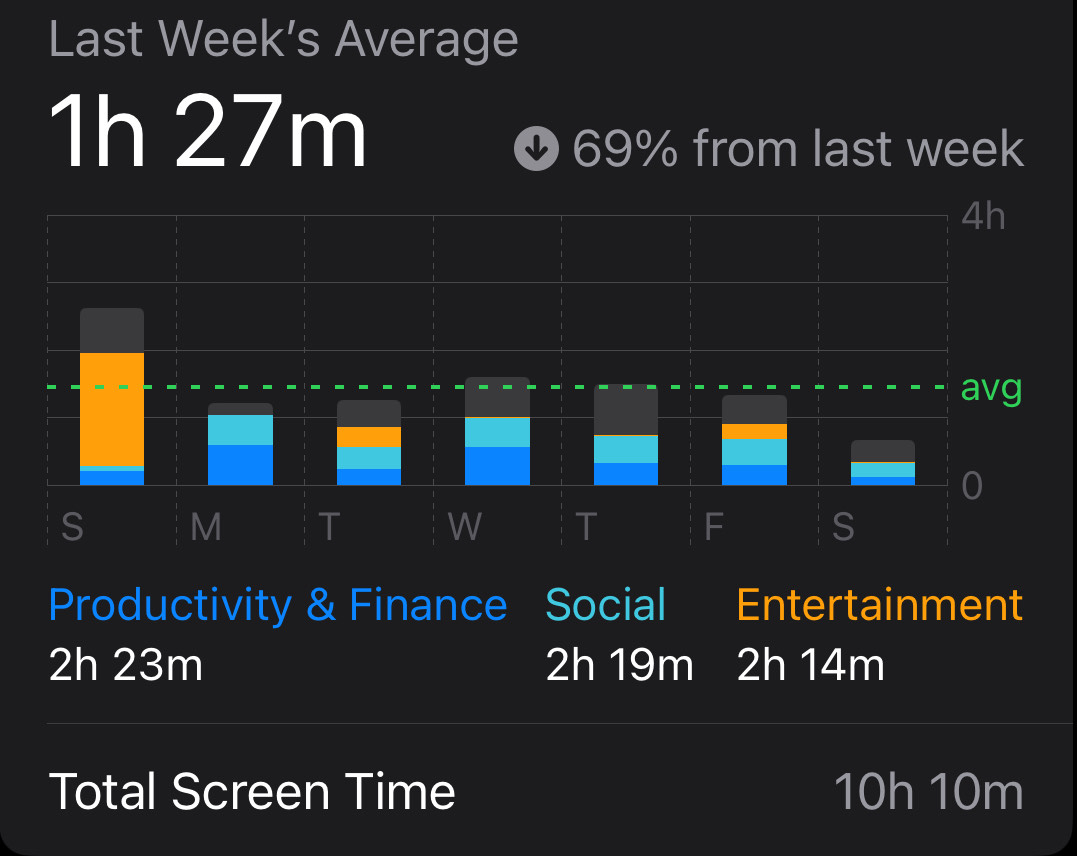 Last Week’s Average
1h 27m
69% from last week
4h
avg
0
S M T W T F S
Productivity & Finance Social Entertainment
2h 23m 2h 19m 2h 14m
Total Screen Time 10h 10m